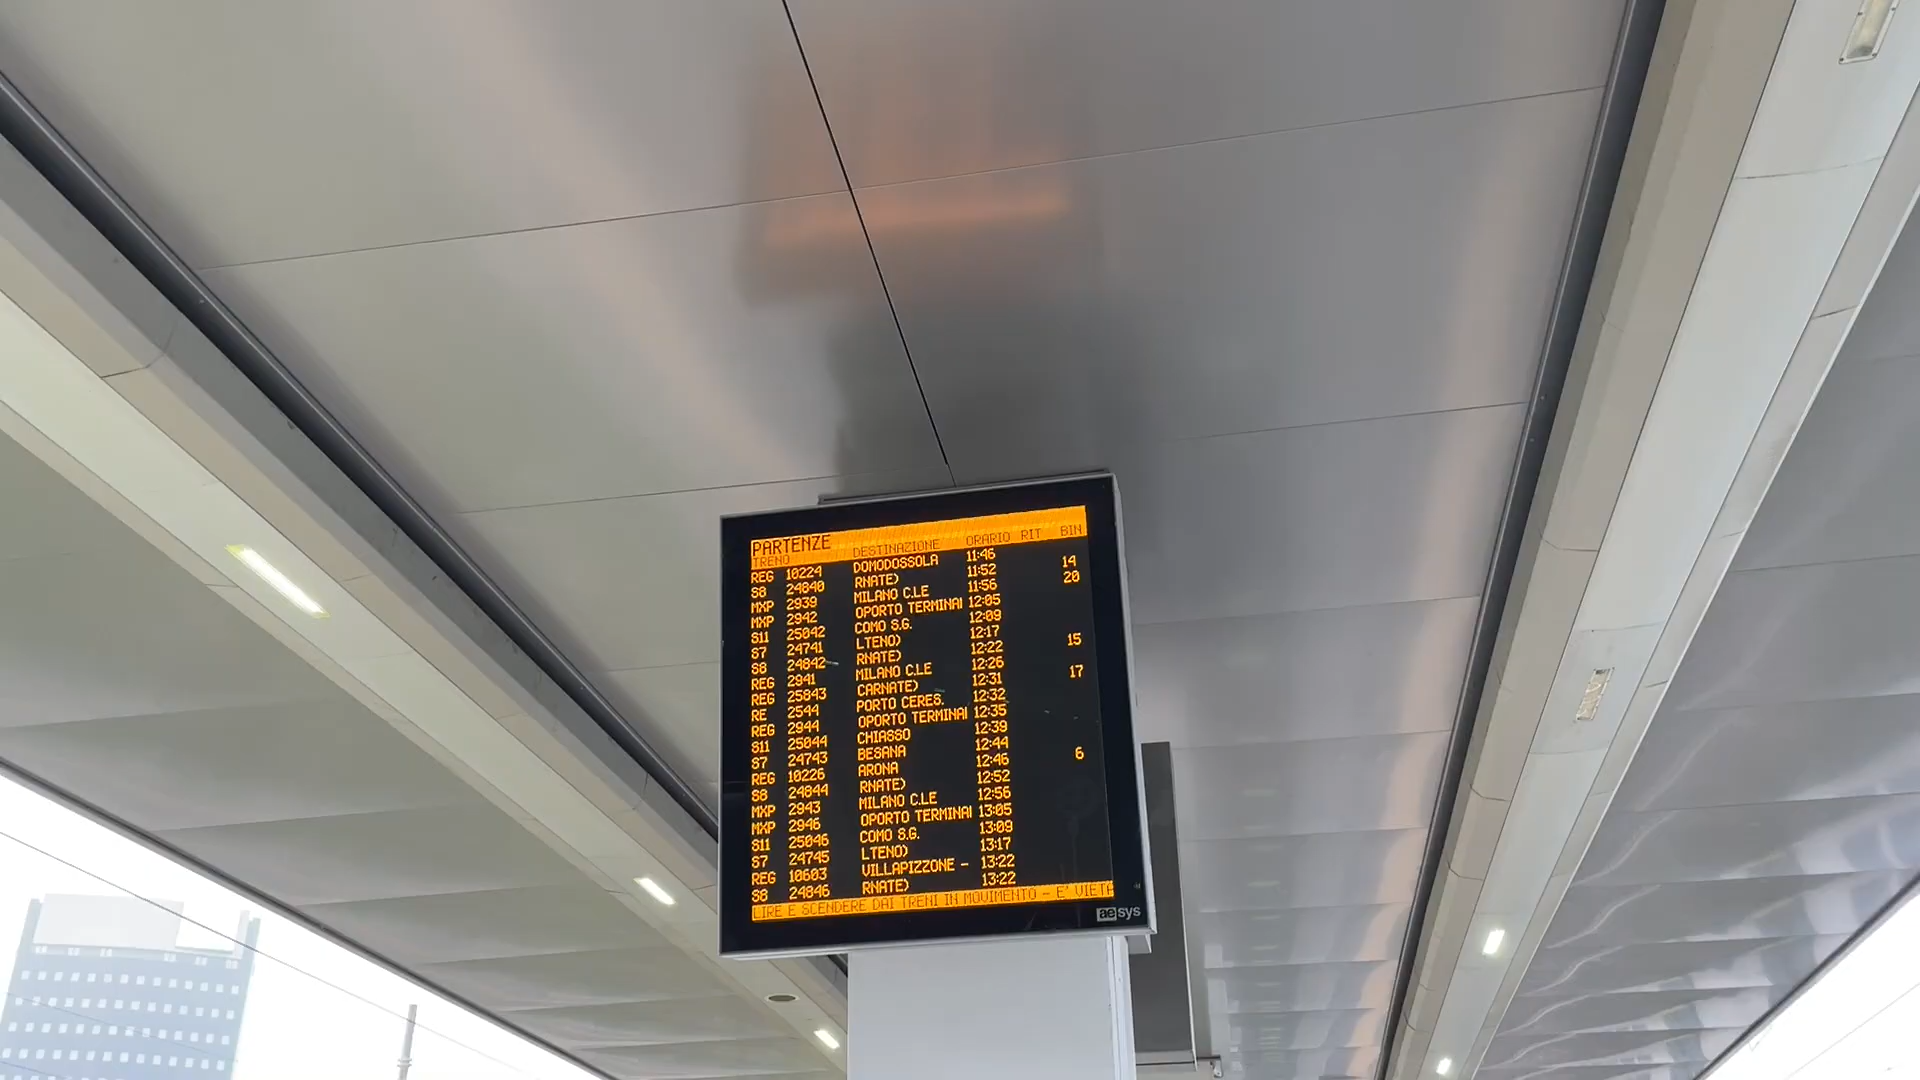 PARTENZE
TRENO DESTINAZIONE ORARIO RIT BIN
REG 10224 DOMODOSSOLA 11:46
S8 24840 RNATE) 11:52 14
MXP 2939 MILANO C.LE 11:56 20
MXP 2942 OPORTO TERMINAl 12:05
S11 25042 COMO S.G. 12:09
S7 24741 LTENO) 12:17
S8 24842 RNATE) 12:22 15
REG 2941 MILANO C.LE 12:26
REG 25843 CARNATE) 12:31 17
RE 2544 PORTO CERES. 12:32
REG 2944 OPORTO TERMINAl 12:35
S11 25044 CHIASSO 12:39
S7 24743 BESANA 12:44
REG 10226 ARONA 12:46 6
S8 24844 RNATE) 12:52
MXP 2943 MILANO C.LE 12:56
MXP 2946 OPORTO TERMINAl 13:05
S11 25046 COMO S.G. 13:09
S7 24745 LTENO) 13:17
REG 10603 VILLAPIZZONE - 13:22
S8 24846 RNATE) 13:22
LIRE E SCENDERE DAI TRENI IN MOVIMENTO - E' VIETA
aesys